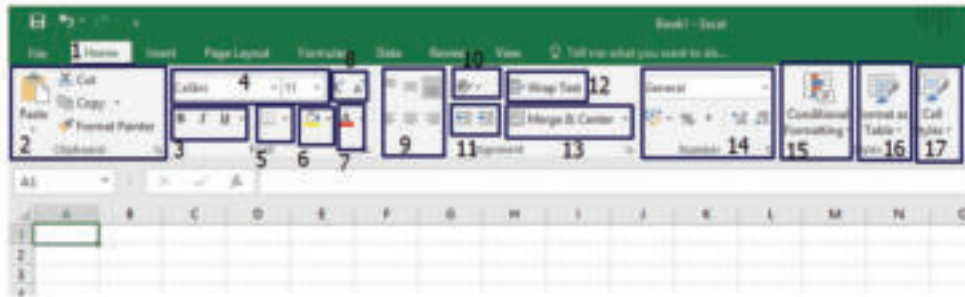 Book1 - Excel
File 1 Home Insert Page Layout Formulas Data Review View Tell me what you want to do...
8 10
Cut
Copy
Format Painter
Paste
2
Clipboard
Calibri 4 11 A A
B I U
3 5 6 7
9
11
Wrap Text 12
Merge & Center
13
General
%
Number 14
Conditional
Formatting
15
Format as
Table
16
Cell
Styles
17
A1
A B C D E F G H I J K L M N O
1
2
3
4